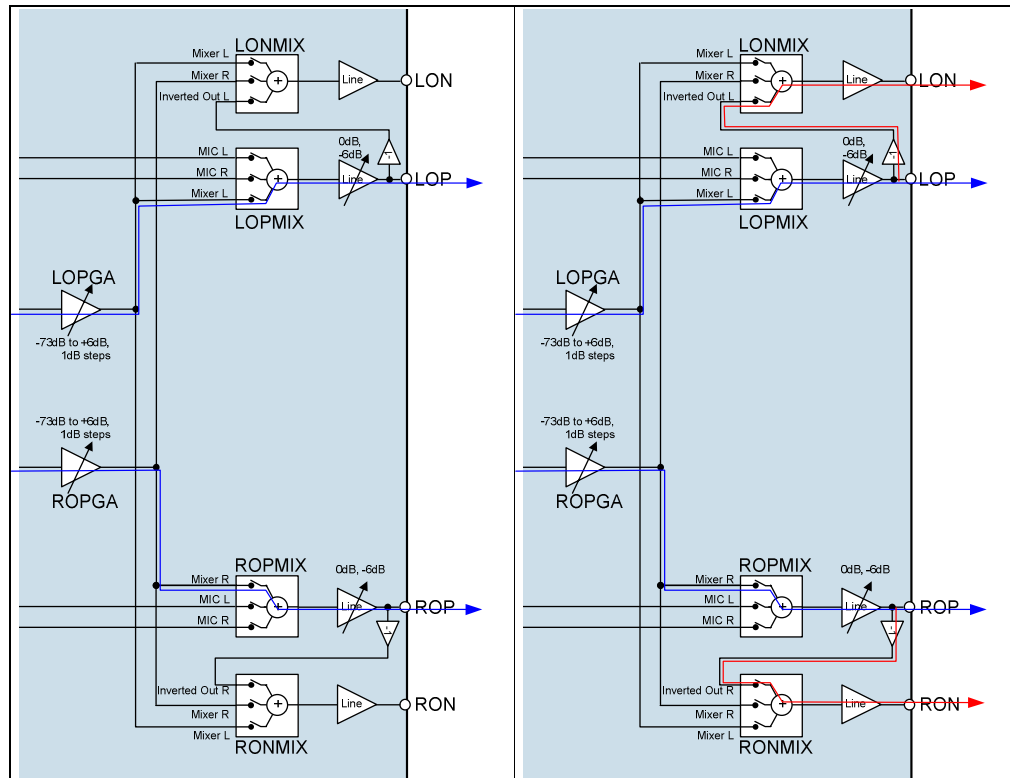 LONMIX
Mixer L
Mixer R
Inverted Out L
Line
LON
0dB,
-6dB
MIC L
MIC R
Mixer L
Line
LOP
LOPMIX
LOPGA
-73dB to +6dB,
1dB steps
-73dB to +6dB,
1dB steps
ROPGA
ROPMIX
0dB, -6dB
Mixer R
MIC L
MIC R
Line
ROP
Inverted Out R
Mixer R
Mixer L
Line
RON
RONMIX
LONMIX
Mixer L
Mixer R
Inverted Out L
Line
LON
0dB,
-6dB
MIC L
MIC R
Mixer L
Line
LOP
LOPMIX
LOPGA
-73dB to +6dB,
1dB steps
-73dB to +6dB,
1dB steps
ROPGA
ROPMIX
0dB, -6dB
Mixer R
MIC L
MIC R
Line
ROP
Inverted Out R
Mixer R
Mixer L
Line
RON
RONMIX